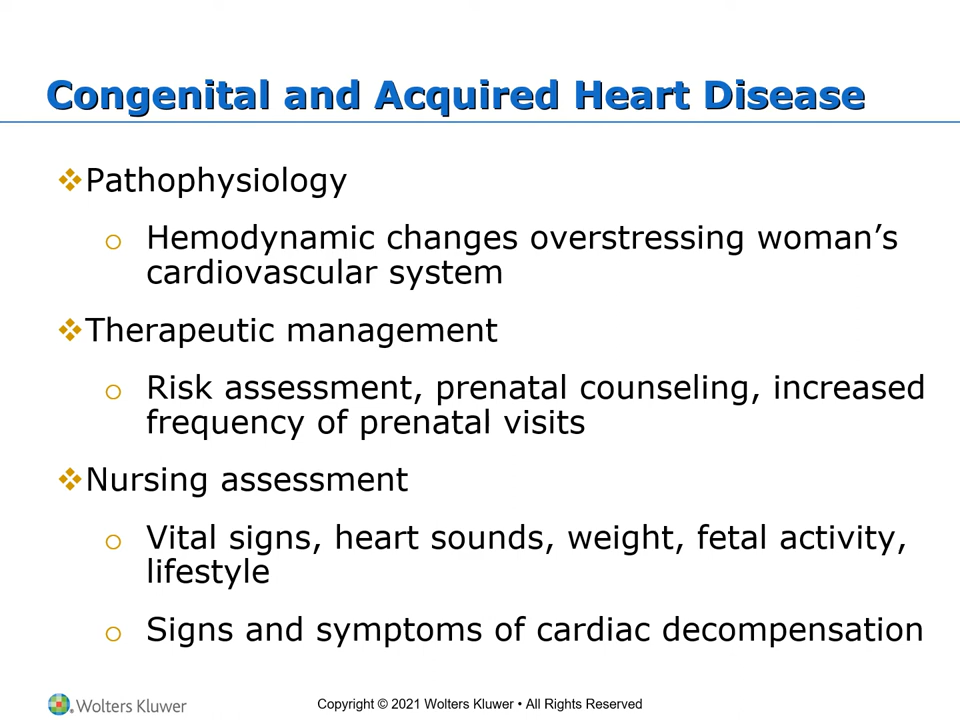 Congenital and Acquired Heart Disease
❖Pathophysiology
o Hemodynamic changes overstressing woman’s
cardiovascular system
❖Therapeutic management
o Risk assessment, prenatal counseling, increased
frequency of prenatal visits
❖Nursing assessment
o Vital signs, heart sounds, weight, fetal activity,
lifestyle
o Signs and symptoms of cardiac decompensation
Wolters Kluwer
Copyright © 2021 Wolters Kluwer • All Rights Reserved